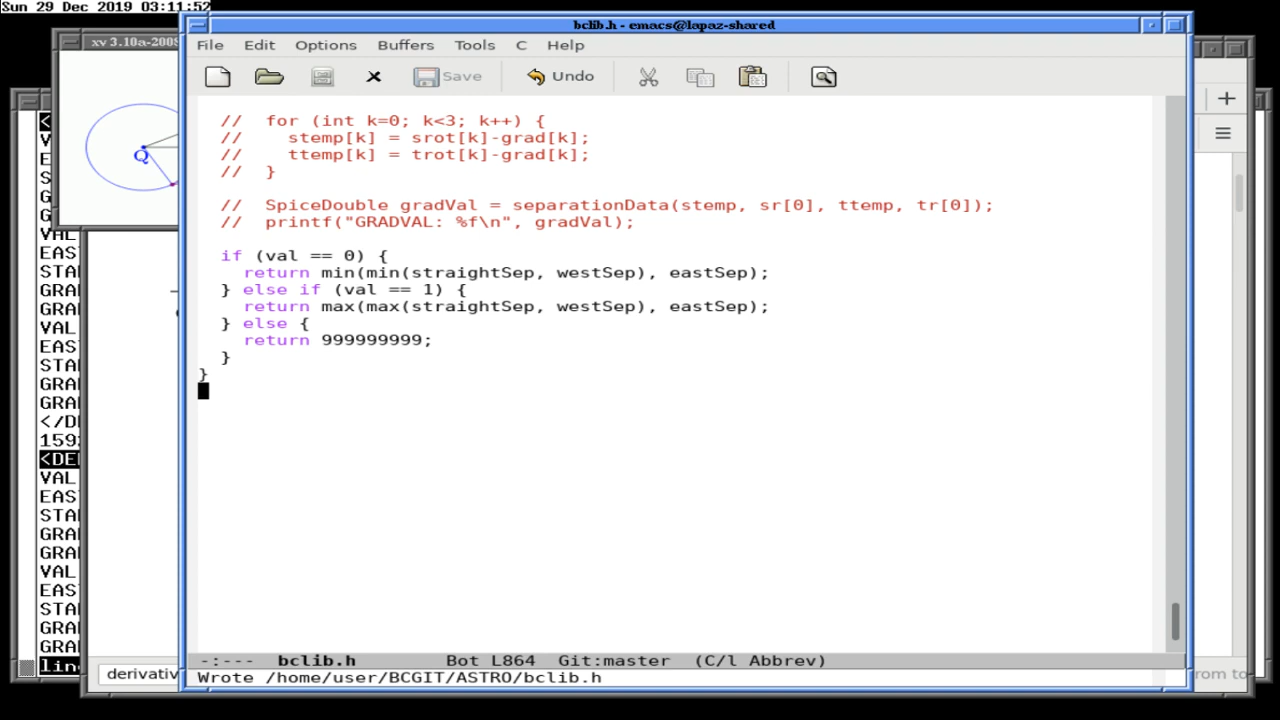 Sun 29 Dec 2019 03:11:52
bclib.h - emacs@lapaz-shared
xv 3.10a-2009
File Edit Options Buffers Tools C Help
Save Undo
//  for (int k=0; k<3; k++) {
//    stemp[k] = srot[k]-grad[k];
//    ttemp[k] = trot[k]-grad[k];
//  }
//  SpiceDouble gradVal = separationData(stemp, sr[0], ttemp, tr[0]);
//  printf("GRADVAL: %f\n", gradVal);
if (val == 0) {
return min(min(straightSep, westSep), eastSep);
} else if (val == 1) {
return max(max(straightSep, westSep), eastSep);
} else {
return 999999999;
}
}
-:---  bclib.h        Bot L864  Git:master  (C/l Abbrev)
Wrote /home/user/BCGIT/ASTRO/bclib.h
Q
<
V
E
S
G
G
VAL
EAS
STA
GRA
GRA
VAL
EAS
STA
GRA
GRA
</DE
159
<DE
VAL
EAS
STA
GRA
GRA
VAL
EAS
STA
GRA
GRA
line
derivativ
rom to